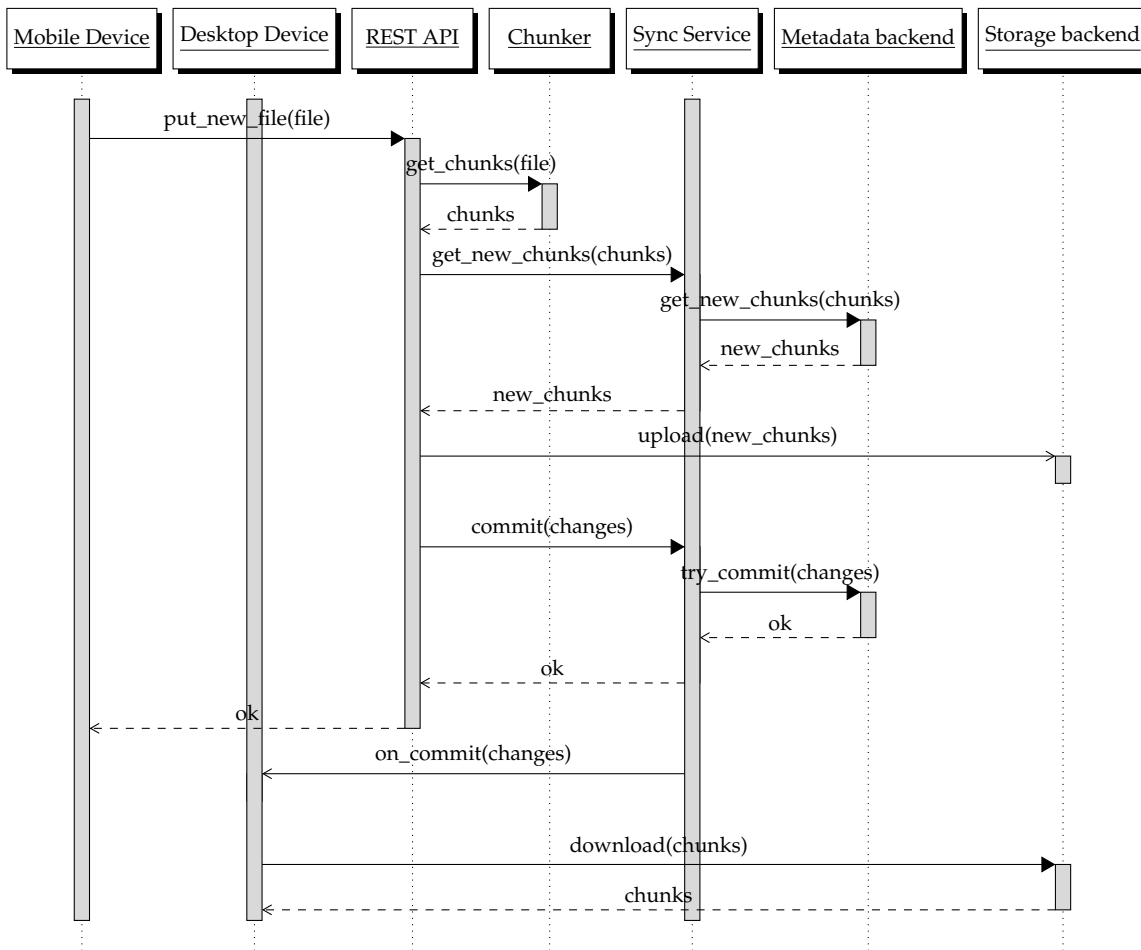 Mobile Device
Desktop Device
REST API
Chunker
Sync Service
Metadata backend
Storage backend
put_new_file(file)
get_chunks(file)
chunks
get_new_chunks(chunks)
get_new_chunks(chunks)
new_chunks
new_chunks
upload(new_chunks)
commit(changes)
try_commit(changes)
ok
ok
ok
on_commit(changes)
download(chunks)
chunks